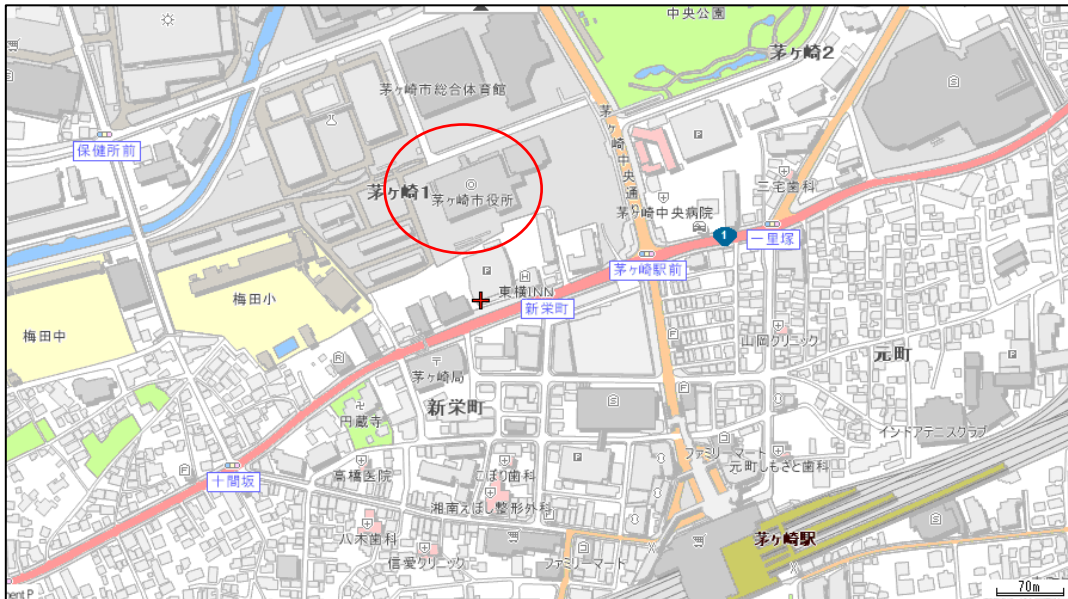 中央公園
茅ヶ崎2
茅ヶ崎市総合体育館
茅ヶ崎中央通り
保健所前
三宅歯科
茅ヶ崎1
茅ヶ崎市役所
茅ヶ崎中央病院
1
一里塚
茅ヶ崎駅前
P
P
H
東横INN
新栄町
梅田小
梅田中
山岡クリニック
元町
P
茅ヶ崎局
新栄町
円蔵寺
インドアテニスクラブ
P
ファミリーマート
元町しもさと歯科
十間坂
高橋医院
こぼり歯科
湘南えぼし整形外科
八木歯科
信愛クリニック
ファミリーマート
茅ヶ崎駅
ment P
70m